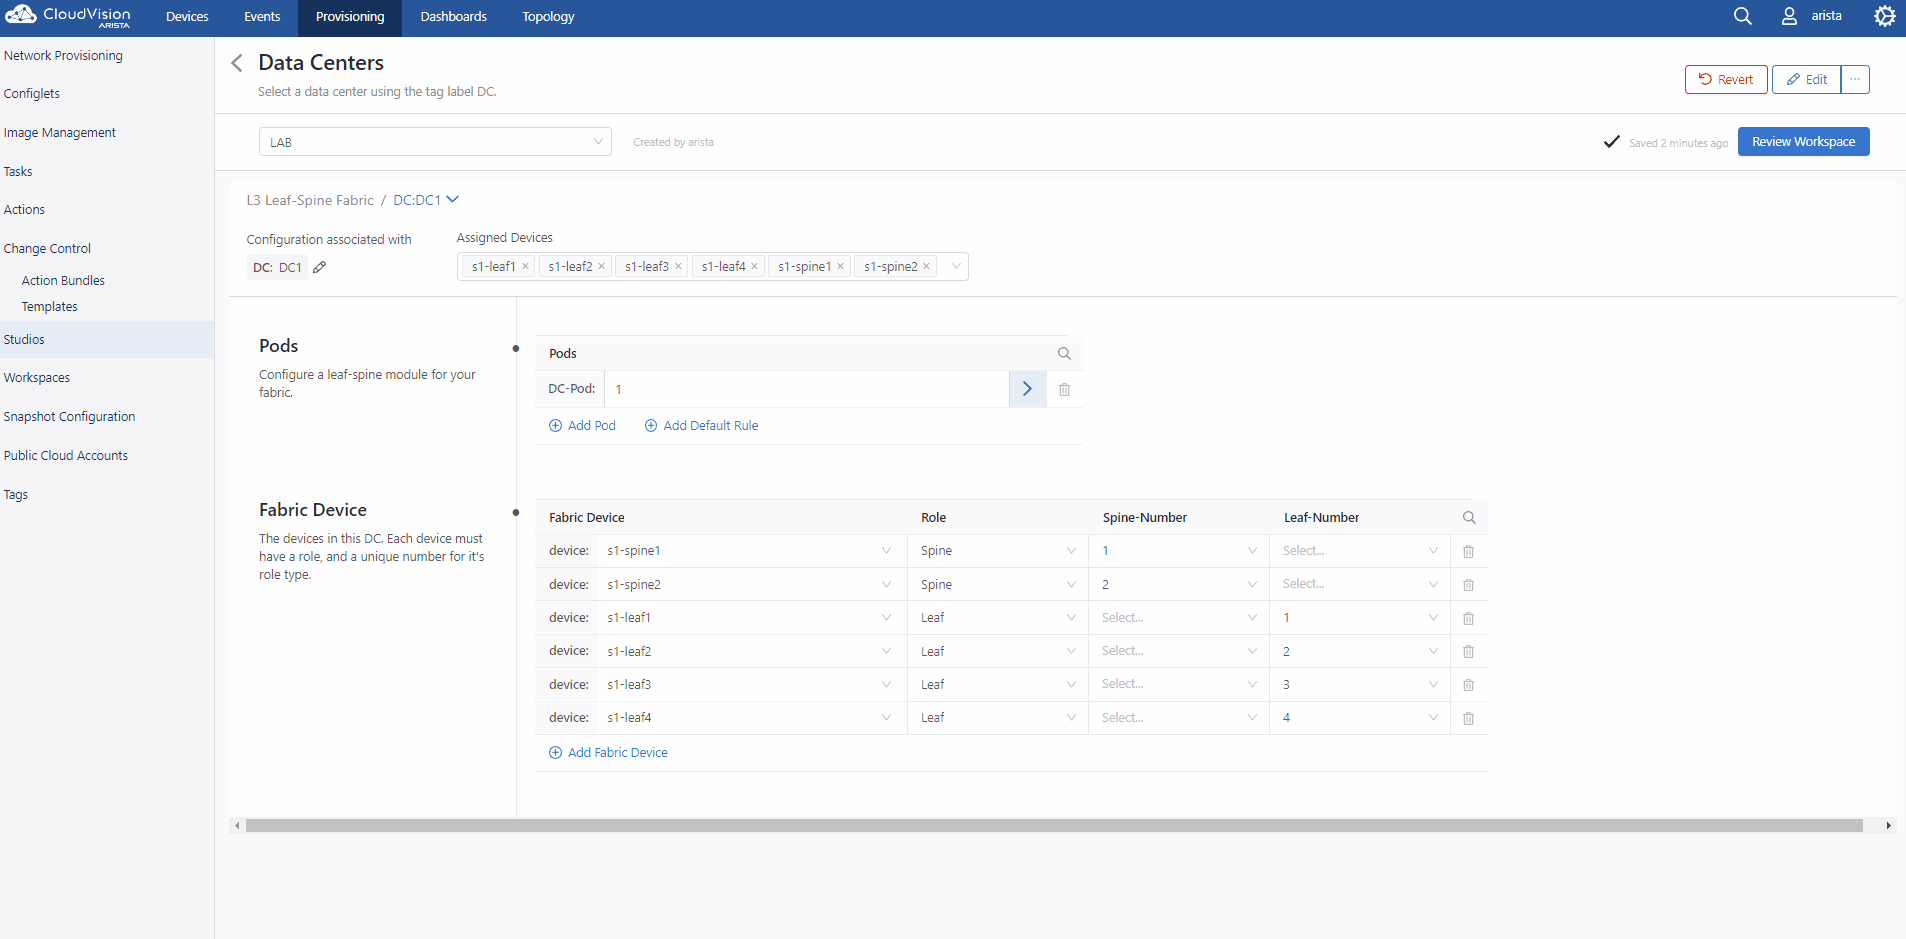 CloudVision
ARISTA
Devices Events Provisioning Dashboards Topology arista
Network Provisioning
Configlets
Image Management
Tasks
Actions
Change Control
Action Bundles
Templates
Studios
Workspaces
Snapshot Configuration
Public Cloud Accounts
Tags
Data Centers
Select a data center using the tag label DC.
Revert Edit ...
LAB Created by arista Saved 2 minutes ago Review Workspace
L3 Leaf-Spine Fabric / DC:DC1
Configuration associated with
DC: DC1
Assigned Devices
s1-leaf1 × s1-leaf2 × s1-leaf3 × s1-leaf4 × s1-spine1 × s1-spine2 ×
Pods
Configure a leaf-spine module for your
fabric.
Pods
DC-Pod: 1
Add Pod Add Default Rule
Fabric Device
The devices in this DC. Each device must
have a role, and a unique number for it's
role type.
Fabric Device Role Spine-Number Leaf-Number
device: s1-spine1 Spine 1 Select...
device: s1-spine2 Spine 2 Select...
device: s1-leaf1 Leaf Select... 1
device: s1-leaf2 Leaf Select... 2
device: s1-leaf3 Leaf Select... 3
device: s1-leaf4 Leaf Select... 4
Add Fabric Device